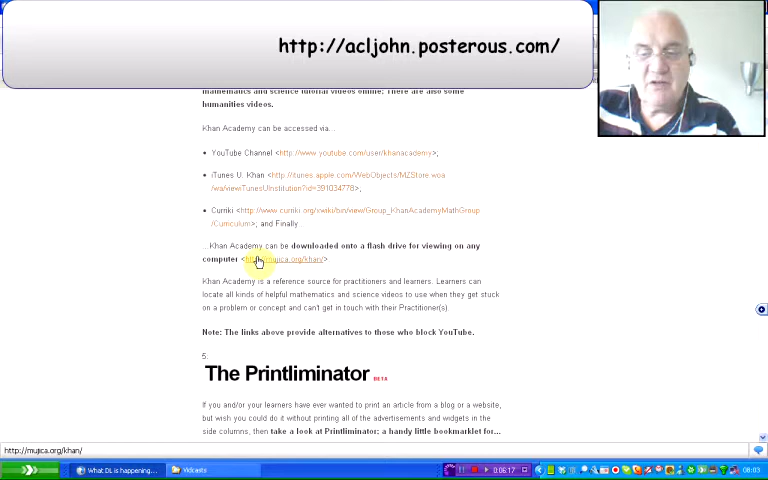 http://acljohn.posterous.com/
mathematics and science tutorial videos online; There are also some
humanities videos.
Khan Academy can be accessed via...
• YouTube Channel <http://www.youtube.com/user/khanacademy>;
• iTunes U. Khan <http://itunes.apple.com/WebObjects/MZStore.woa
/wa/viewiTunesUInstitution?id=391034778>;
• Curriki <http://www.curriki.org/xwiki/bin/view/Group_KhanAcademyMathGroup
/Curriculum>; and Finally
...Khan Academy can be downloaded onto a flash drive for viewing on any
computer <http://mujica.org/khan/>
Khan Academy is a reference source for practitioners and learners. Learners can
locate all kinds of helpful mathematics and science videos to use when they get stuck
on a problem or concept and can't get in touch with their Practitioner(s).
Note: The links above provide alternatives to those who block YouTube.
5.
The Printliminator BETA
If you and/or your learners have ever wanted to print an article from a blog or a website,
but wish you could do it without printing all of the advertisements and widgets in the
side columns, then take a look at Printliminator; a handy little bookmarklet for...
http://mujica.org/khan/
What DL is happening...
Vidcasts
0:06:17
08:03